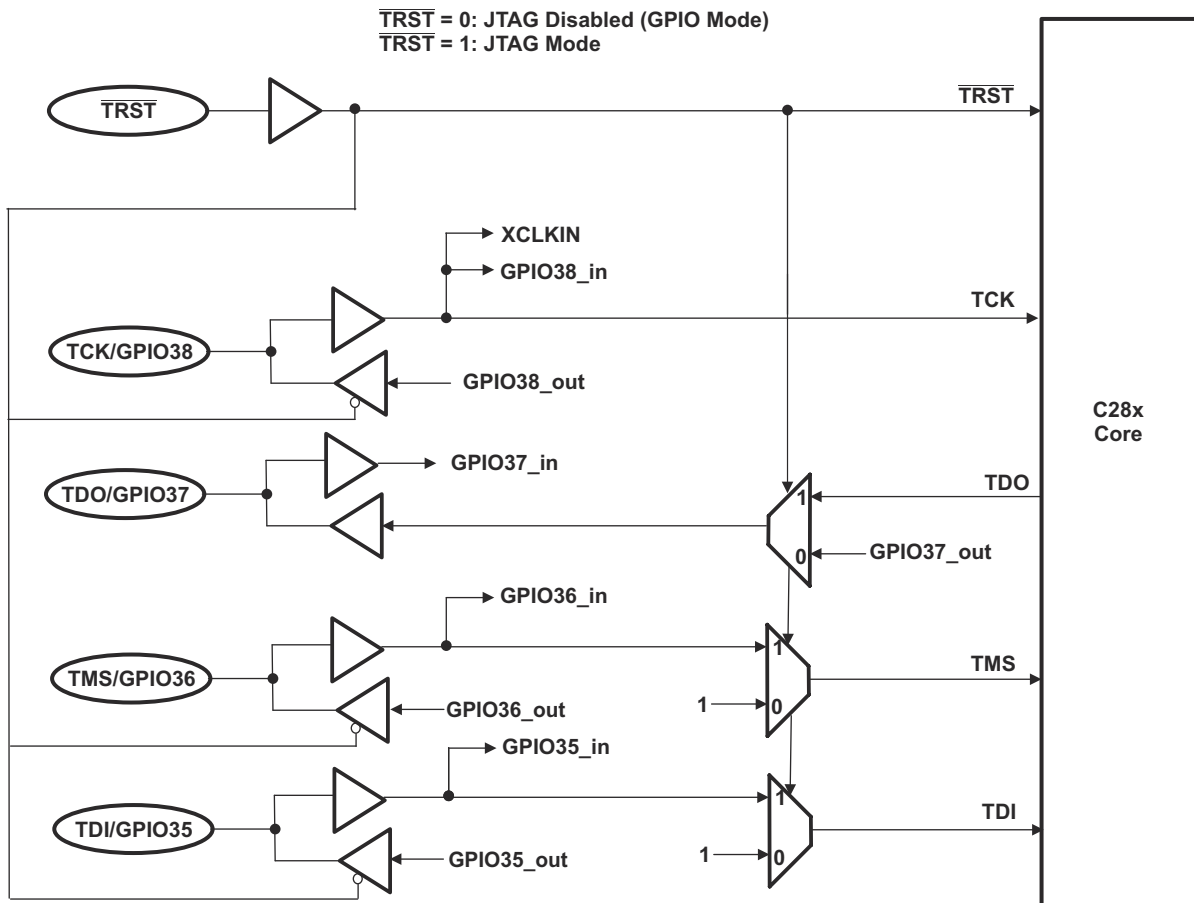 TRST = 0: JTAG Disabled (GPIO Mode)
TRST = 1: JTAG Mode
TRST
TRST
XCLKIN
GPIO38_in
TCK
TCK/GPIO38
GPIO38_out
C28x
Core
GPIO37_in
TDO
TDO/GPIO37
1
0
GPIO37_out
GPIO36_in
1
TMS/GPIO36
TMS
GPIO36_out
1
0
GPIO35_in
1
TDI/GPIO35
TDI
GPIO35_out
1
0